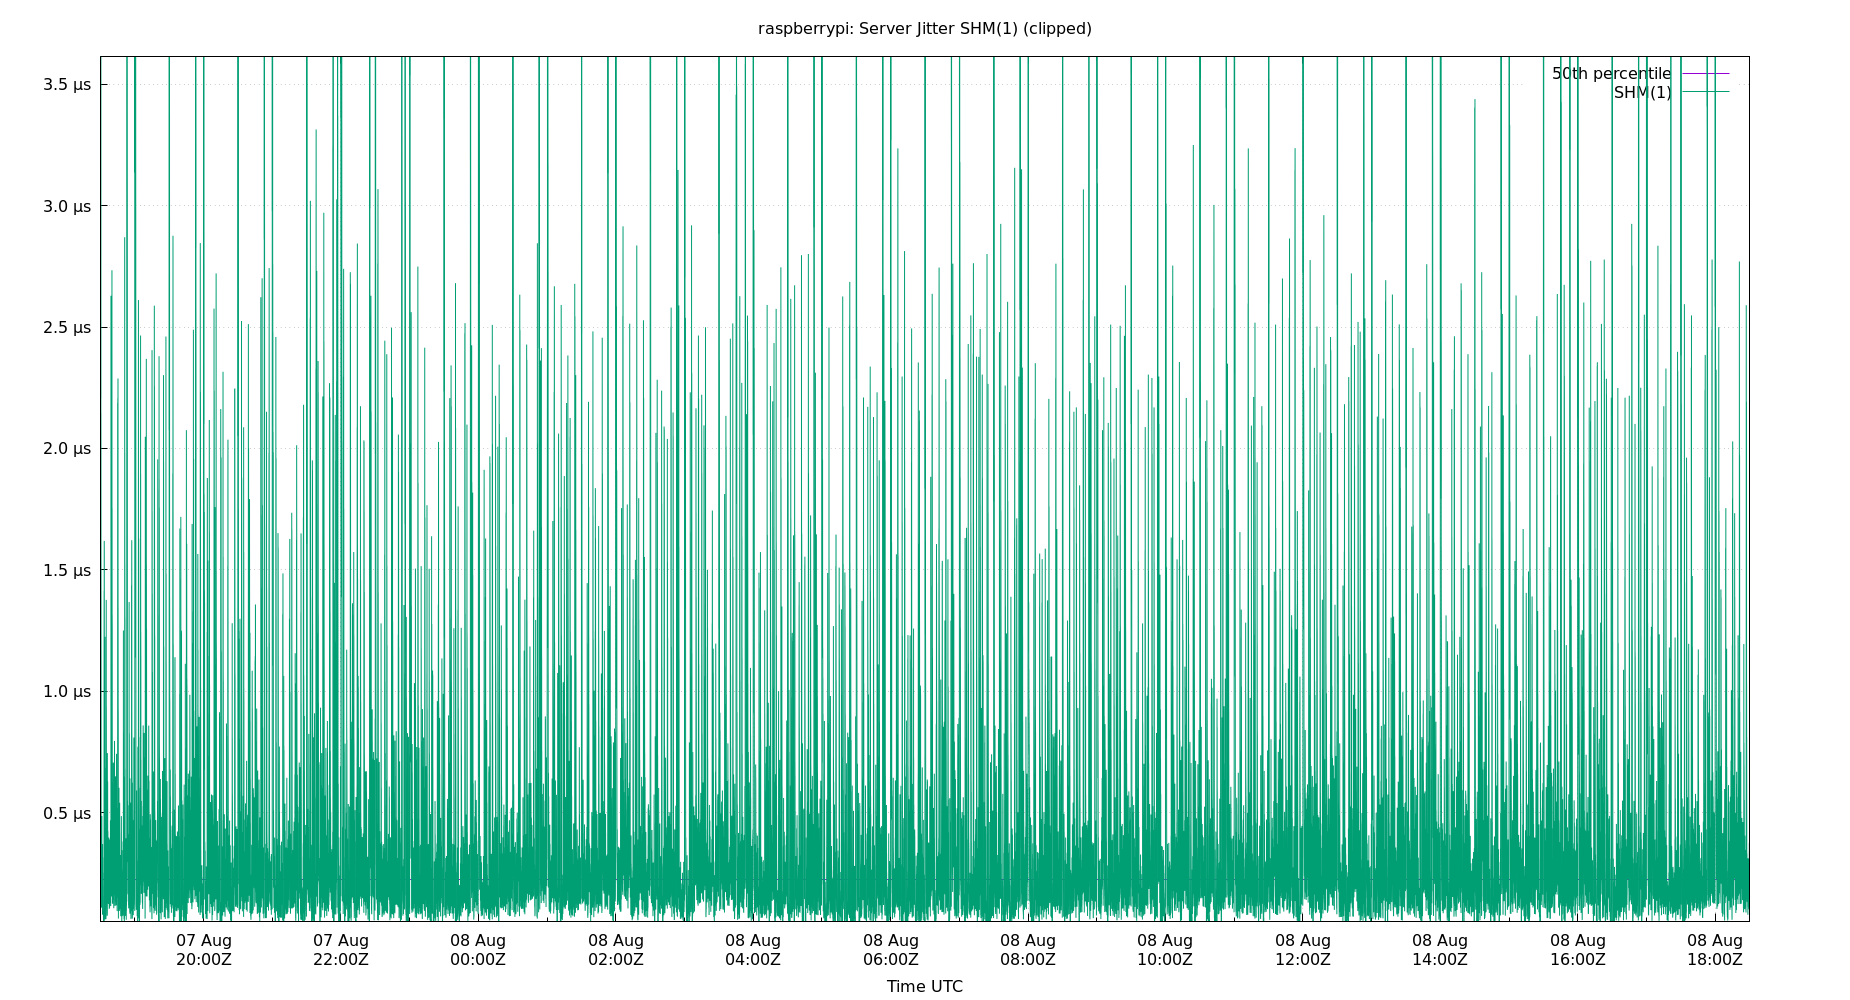 raspberrypi: Server Jitter SHM(1) (clipped)
50th percentile
SHM(1)
3.5 µs
3.0 µs
2.5 µs
2.0 µs
1.5 µs
1.0 µs
0.5 µs
07 Aug 07 Aug 08 Aug 08 Aug 08 Aug 08 Aug 08 Aug 08 Aug 08 Aug 08 Aug 08 Aug 08 Aug
20:00Z 22:00Z 00:00Z 02:00Z 04:00Z 06:00Z 08:00Z 10:00Z 12:00Z 14:00Z 16:00Z 18:00Z
Time UTC